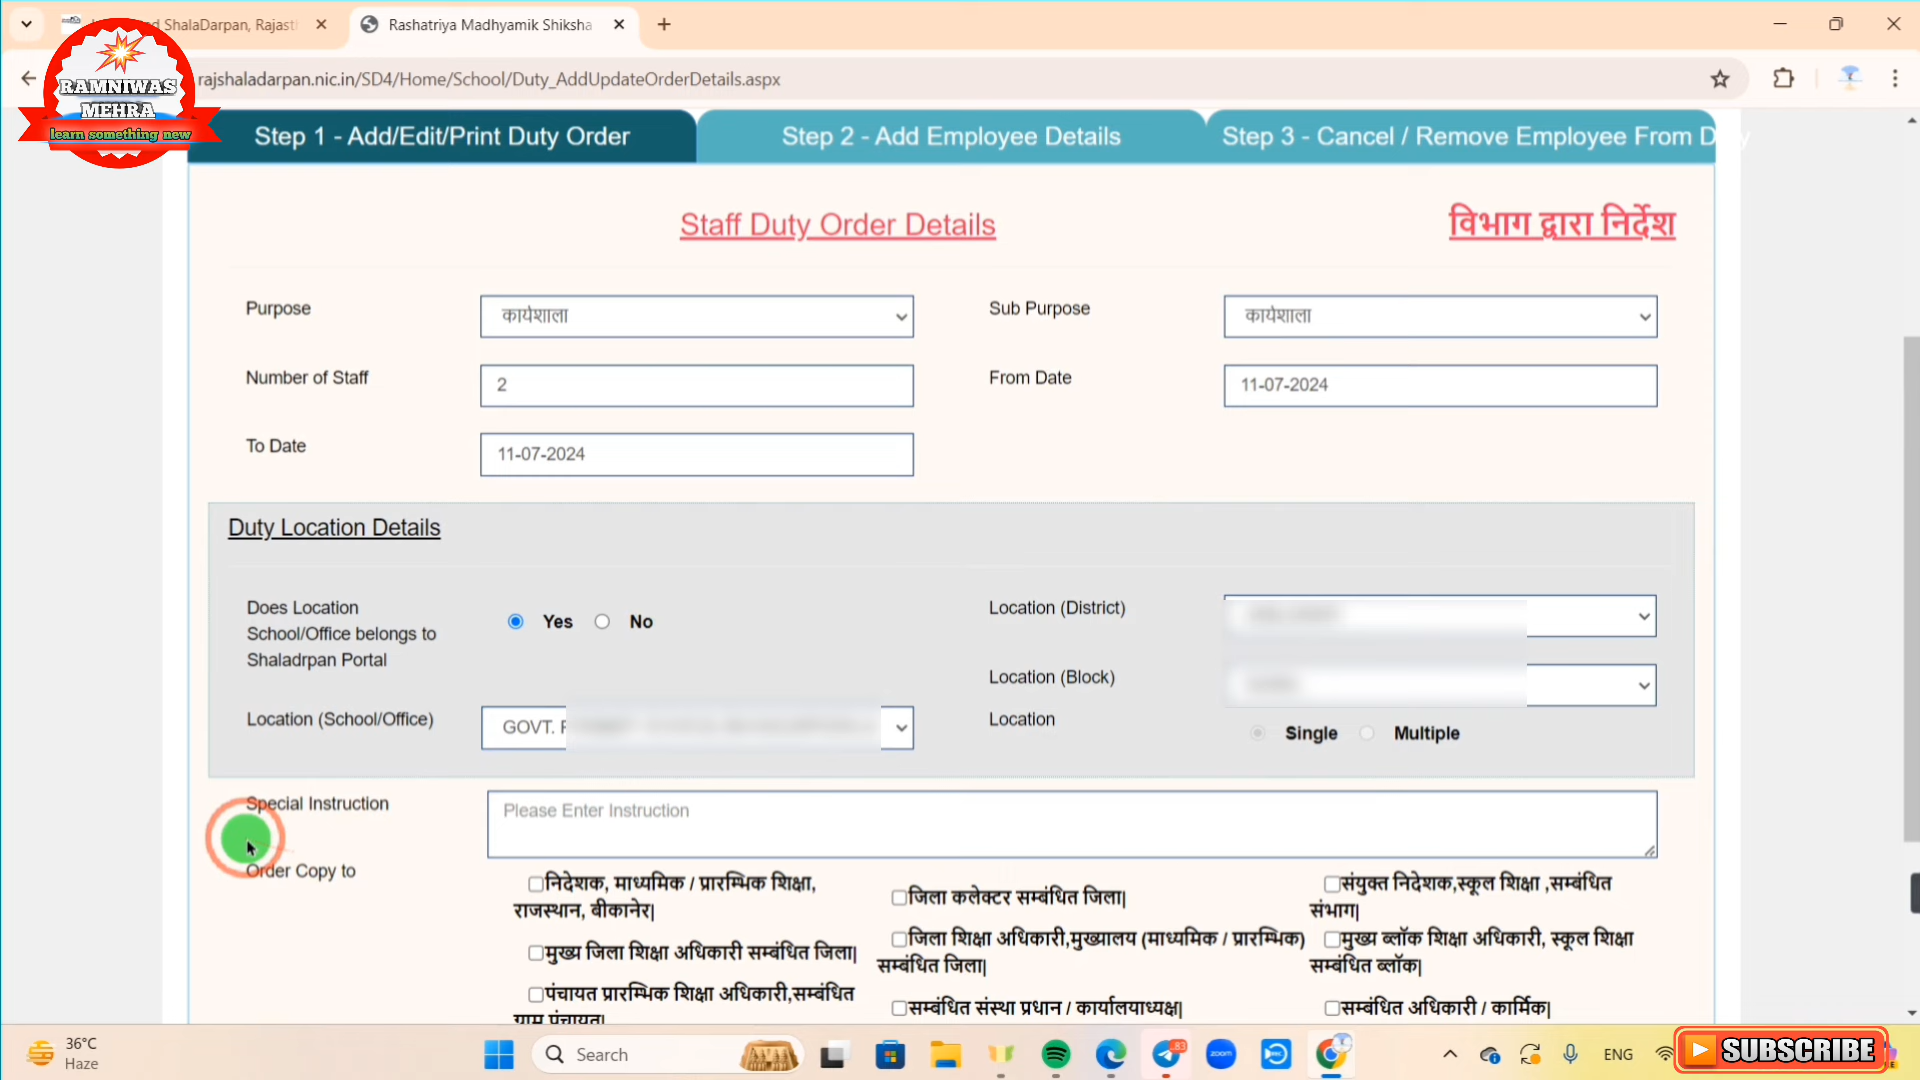 d ShalaDarpan, Rajast
Rashatriya Madhyamik Shiksha
rajshaladarpan.nic.in/SD4/Home/School/Duty_AddUpdateOrderDetails.aspx
RAMNIWAS
MEHRA
learn something new
Step 1 - Add/Edit/Print Duty Order
Step 2 - Add Employee Details
Step 3 - Cancel / Remove Employee From D y
Staff Duty Order Details
विभाग द्वारा निर्देश
Purpose
कार्यशाला
Sub Purpose
कार्यशाला
Number of Staff
2
From Date
11-07-2024
To Date
11-07-2024
Duty Location Details
Does Location
School/Office belongs to
Shaladrpan Portal
Yes
No
Location (District)
Location (Block)
Location (School/Office)
GOVT.
Location
Single
Multiple
Special Instruction
Please Enter Instruction
Order Copy to
निदेशक, माध्यमिक / प्रारम्भिक शिक्षा,
राजस्थान, बीकानेर|
जिला कलेक्टर सम्बंधित जिला|
संयुक्त निदेशक,स्कूल शिक्षा ,सम्बंधित
संभाग|
मुख्य जिला शिक्षा अधिकारी सम्बंधित जिला|
जिला शिक्षा अधिकारी,मुख्यालय (माध्यमिक / प्रारम्भिक)
सम्बंधित जिला|
मुख्य ब्लॉक शिक्षा अधिकारी, स्कूल शिक्षा
सम्बंधित ब्लॉक|
पंचायत प्रारम्भिक शिक्षा अधिकारी,सम्बंधित
ग्राम पंचायत|
सम्बंधित संस्था प्रधान / कार्यालयाध्यक्ष|
सम्बंधित अधिकारी / कार्मिक|
36°C
Haze
Search
83
zoom
ENG
SUBSCRIBE